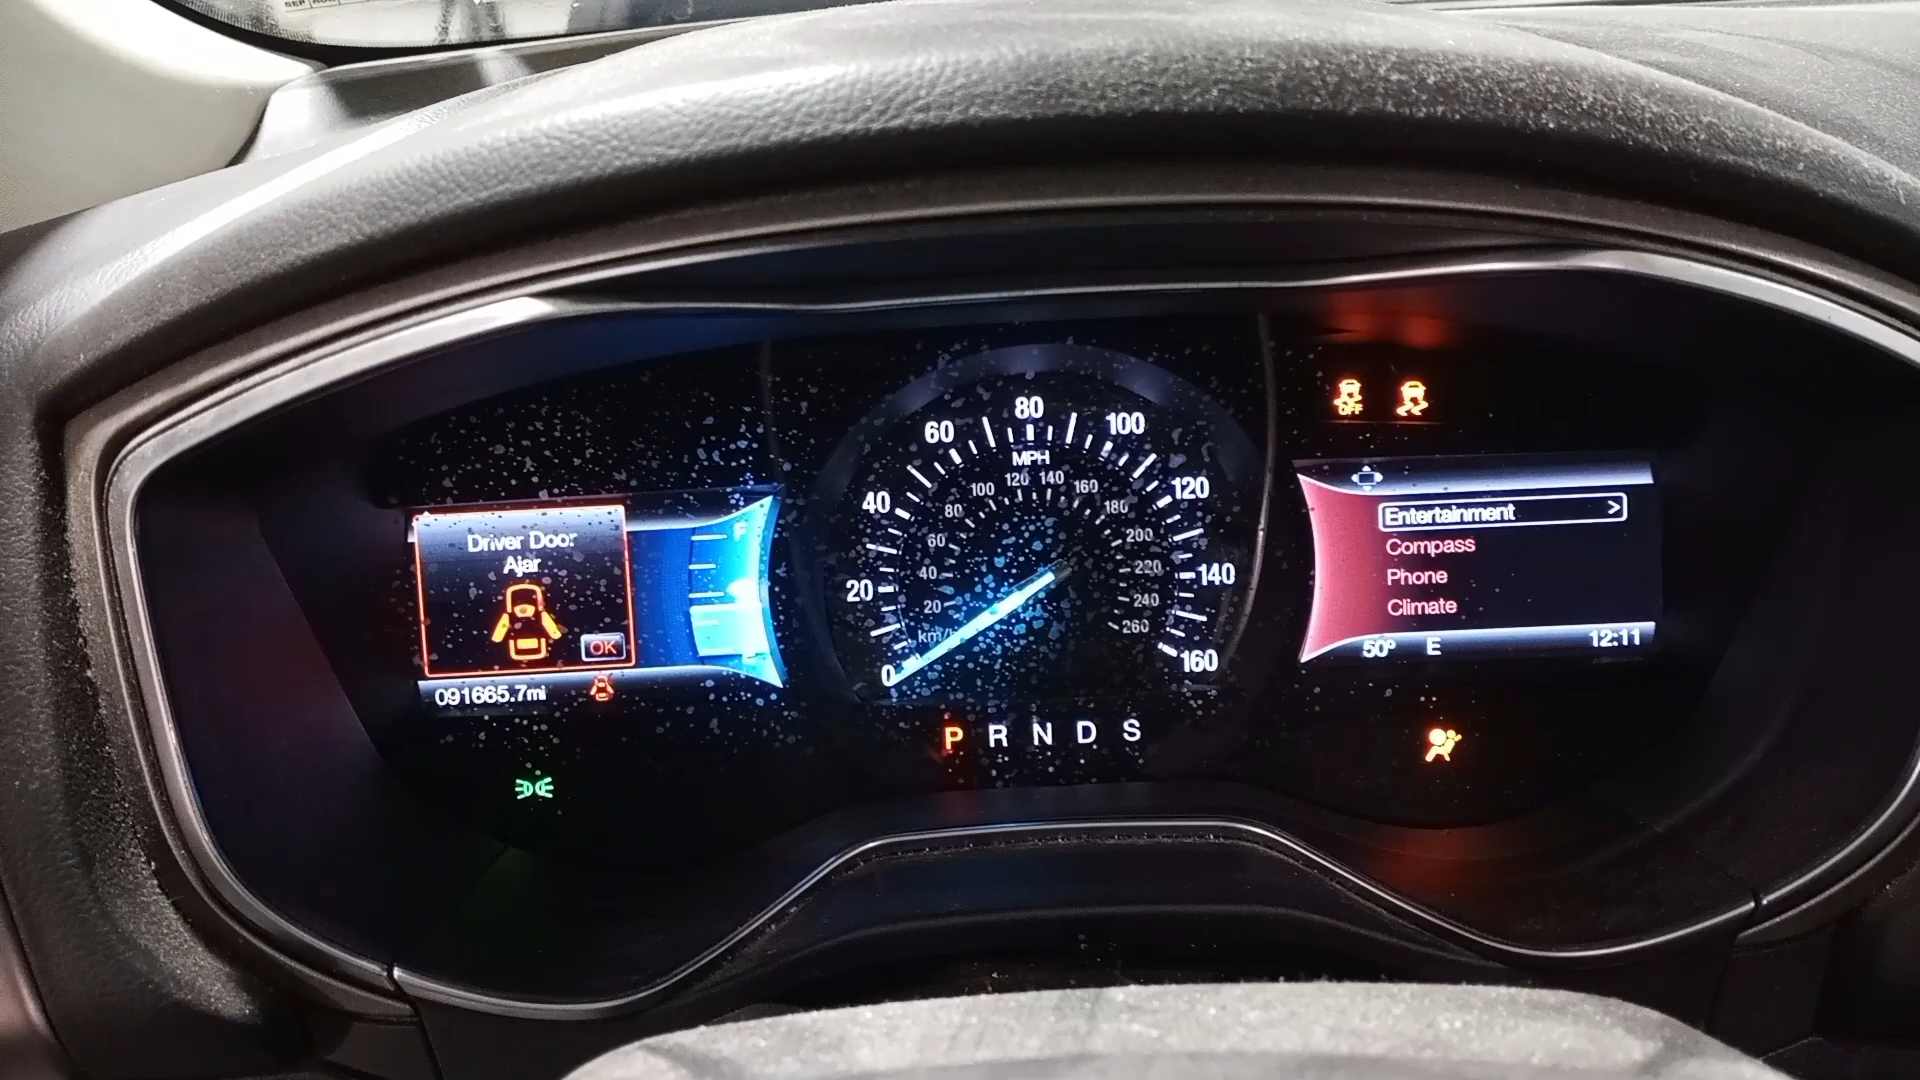 SEP
Driver Door
Ajar
OK
091665.7mi
F
0
20
40
60
80
100
120
140
160
MPH
20
40
60
80
100
120
140
160
180
200
220
240
260
km/h
P R N D S
OFF
Entertainment >
Compass
Phone
Climate
50° E 12:11